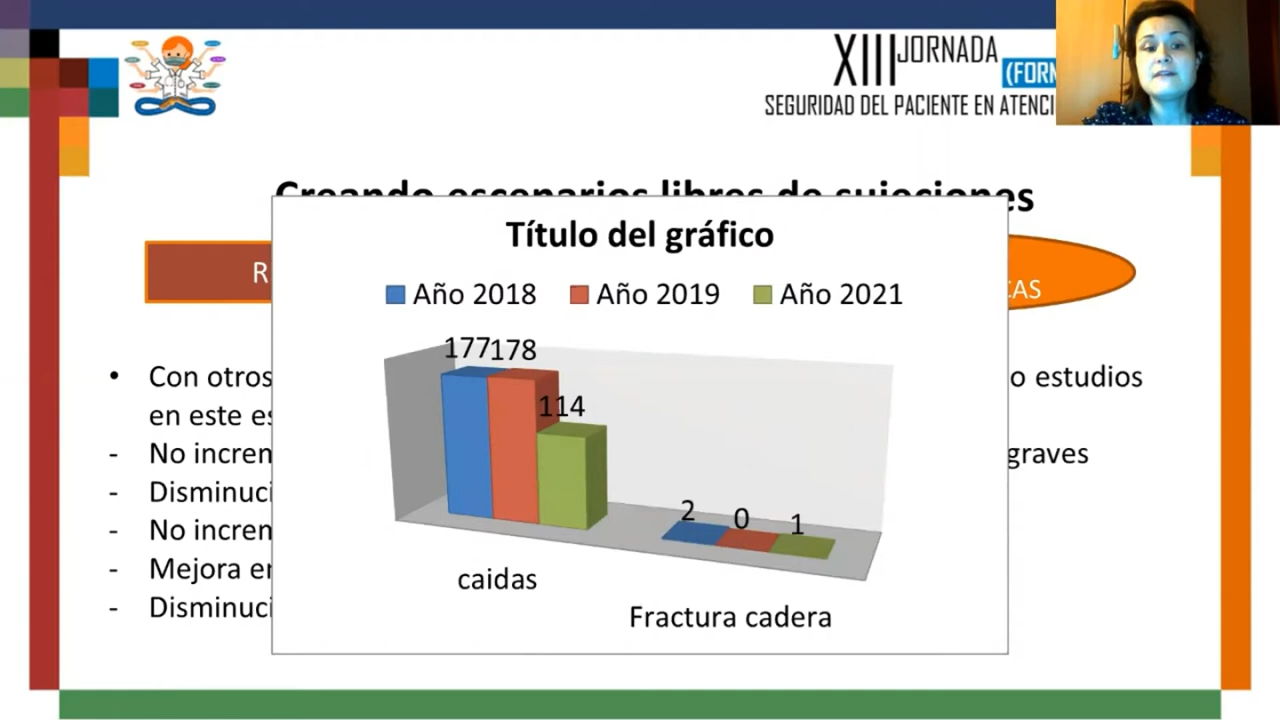 XIII JORNADA
(FORM
SEGURIDAD DEL PACIENTE EN ATENCI
Creando escenarios libres de sujeciones
R
CAS
Título del gráfico
Año 2018 Año 2019 Año 2021
177 178
114
2 0 1
caidas
Fractura cadera
• Con otros
o estudios
en este es
- No increm
graves
- Disminuci
- No increm
- Mejora en
- Disminuci